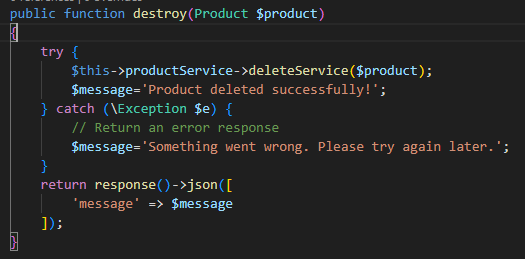 public function destroy(Product $product)
{
try {
$this->productService->deleteService($product);
$message='Product deleted successfully!';
} catch (\Exception $e) {
// Return an error response
$message='Something went wrong. Please try again later.';
}
return response()->json([
'message' => $message
]);
}